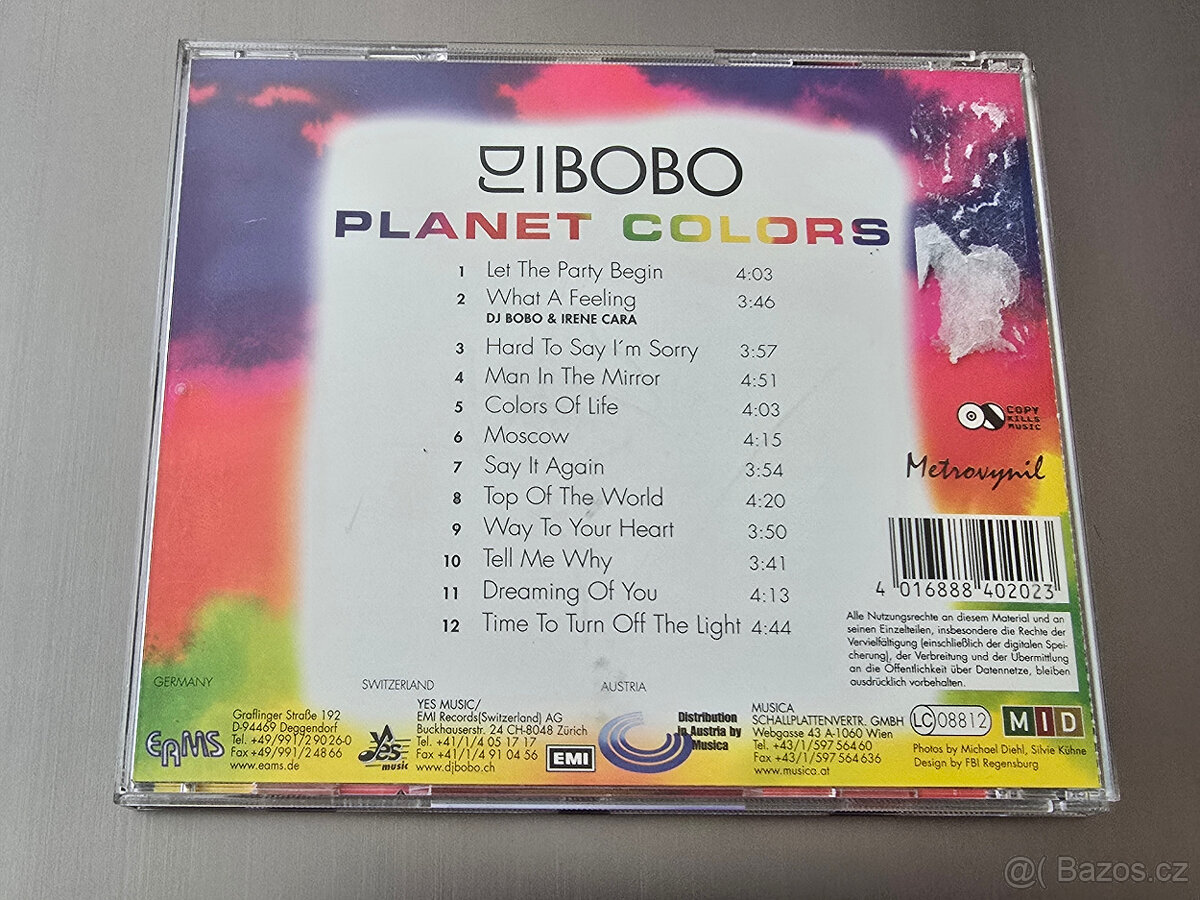 DJ BOBO
PLANET COLORS
1 Let The Party Begin 4:03
2 What A Feeling 3:46
DJ BOBO & IRENE CARA
3 Hard To Say I´m Sorry 3:57
4 Man In The Mirror 4:51
5 Colors Of Life 4:03
6 Moscow 4:15
7 Say It Again 3:54
8 Top Of The World 4:20
9 Way To Your Heart 3:50
10 Tell Me Why 3:41
11 Dreaming Of You 4:13
12 Time To Turn Off The Light 4:44
COPY
KILLS
MUSIC
Metrovynil
4 016888 402023
Alle Nutzungsrechte an diesem Material und an
seinen Einzelteilen, insbesondere die Rechte der
Vervielfältigung (einschließlich der digitalen Spei-
cherung), der Verbreitung und der Übermittlung
an die Öffentlichkeit über Datennetze, bleiben
ausdrücklich vorbehalten.
GERMANY
EAMS
Graflinger Straße 192
D-94469 Deggendorf
Tel. +49/991/2 90 26-0
Fax +49/991/2 48 66
www.eams.de
SWITZERLAND
yes
music
YES MUSIC/
EMI Records(Switzerland) AG
Buckhauserstr. 24 CH-8048 Zürich
Tel. +41/1/4 05 17 17
Fax +41/1/4 91 04 56
www.djbobo.ch
EMI
AUSTRIA
Distribution
in Austria by
Musica
MUSICA
SCHALLPLATTENVERTR. GMBH
Webgasse 43 A-1060 Wien
Tel. +43/1/597 56 60
Fax +43/1/597 564 636
www.musica.at
LC 08812
MID
Photos by Michael Diehl, Silvie Kühne
Design by FBI Regensburg
@( Bazos.cz